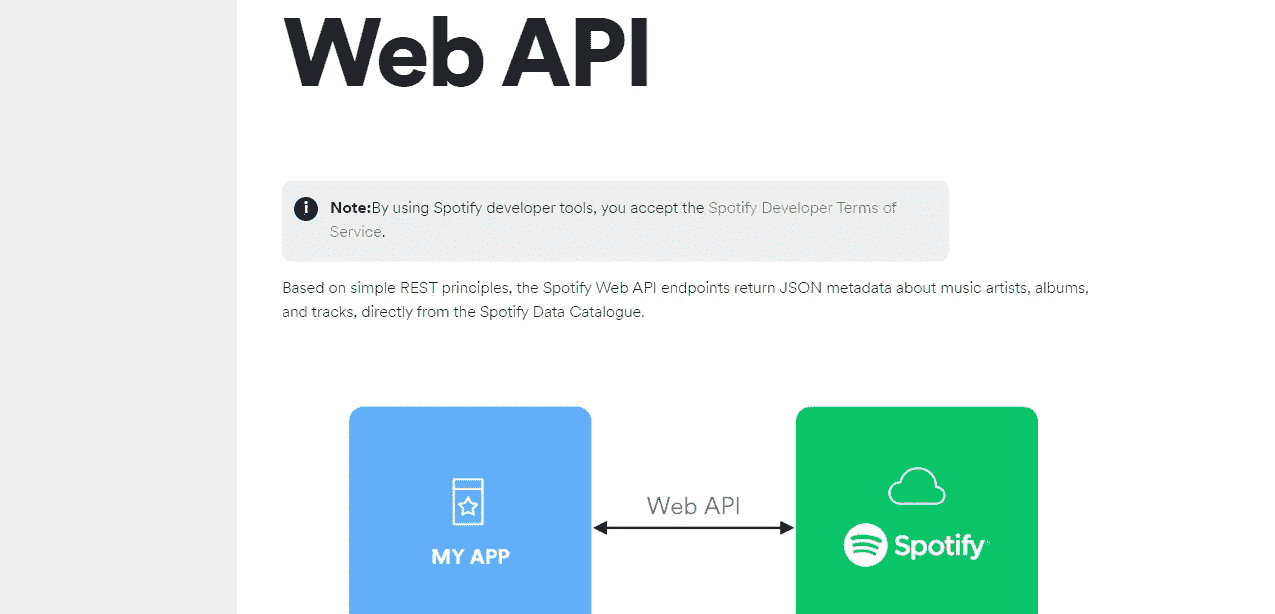 Web API
Note:By using Spotify developer tools, you accept the Spotify Developer Terms of
Service.
Based on simple REST principles, the Spotify Web API endpoints return JSON metadata about music artists, albums,
and tracks, directly from the Spotify Data Catalogue.
Web API
MY APP
Spotify